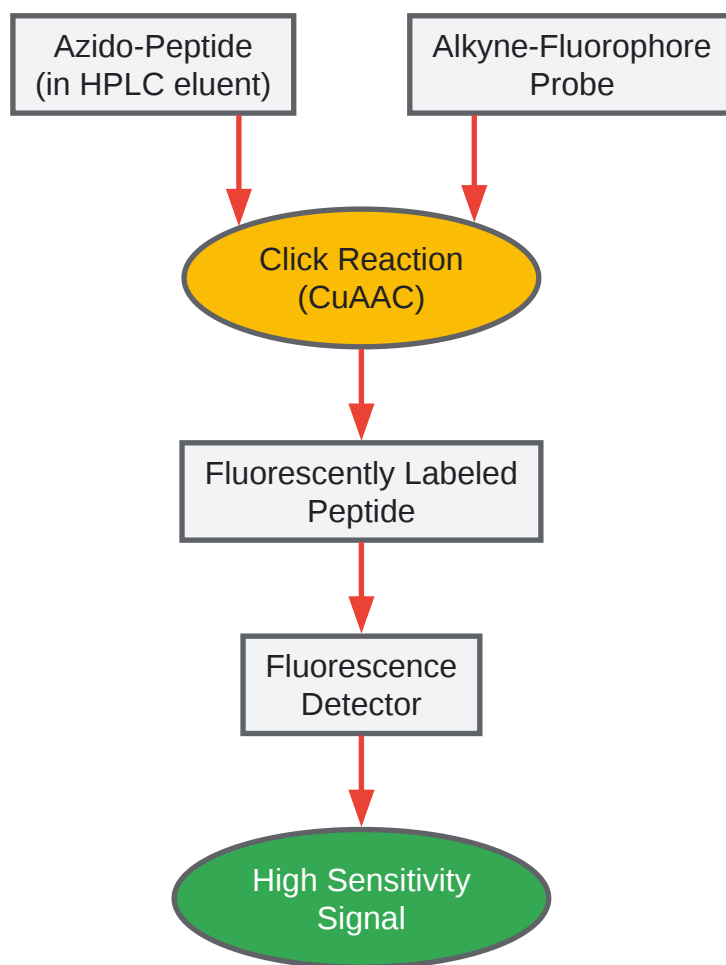 Azido-Peptide
(in HPLC eluent)
Alkyne-Fluorophore
Probe
Click Reaction
(CuAAC)
Fluorescently Labeled
Peptide
Fluorescence
Detector
High Sensitivity
Signal